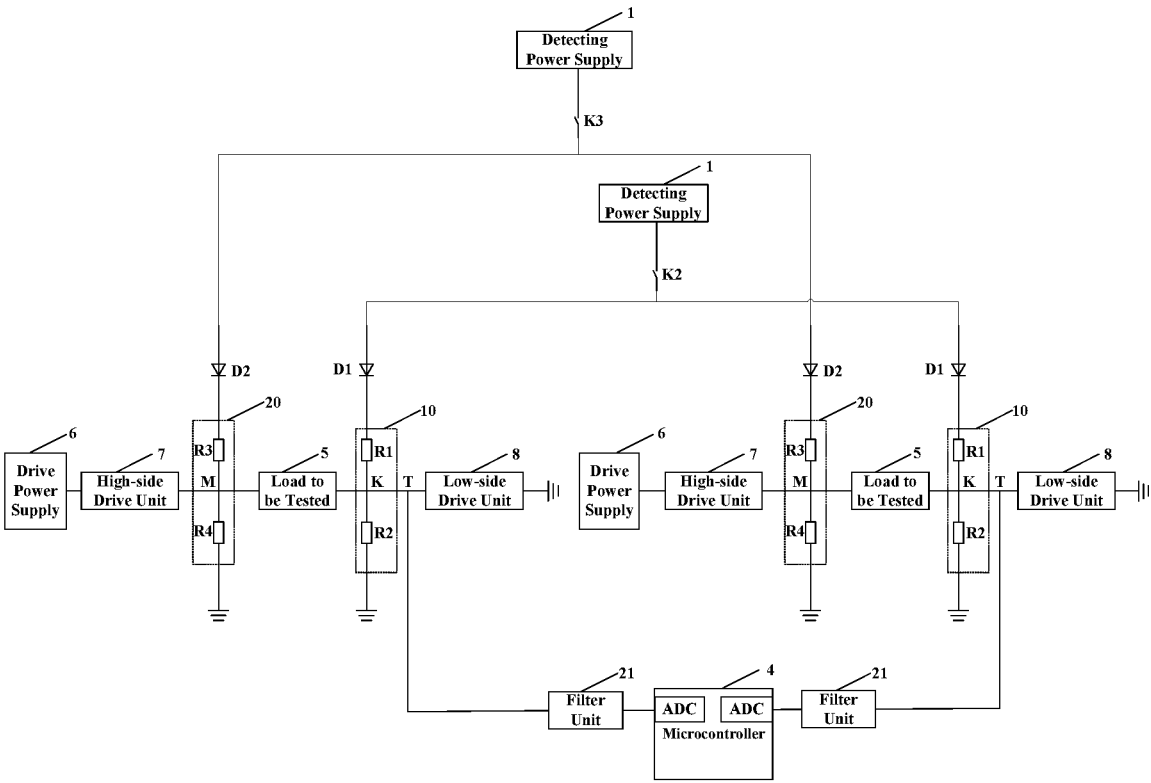 1
Detecting
Power Supply
K3
1
Detecting
Power Supply
K2
D2
D1
D2
D1
20
10
20
10
6
7
R3
5
R1
8
6
7
R3
5
R1
8
Drive
Power
Supply
High-side
Drive Unit
M
Load to
be Tested
K
T
Low-side
Drive Unit
Drive
Power
Supply
High-side
Drive Unit
M
Load to
be Tested
K
T
Low-side
Drive Unit
R4
R2
R4
R2
21
4
21
Filter
Unit
ADC
ADC
Microcontroller
Filter
Unit